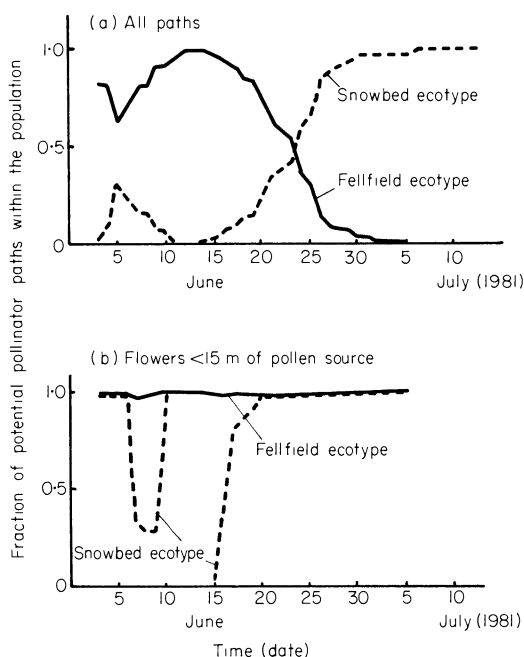 (a) All paths
1·0
0·5
0
Snowbed ecotype
Fellfield ecotype
5 10 15 20 25 30 5 10
June July (1981)
Fraction of potential pollinator paths within the population
(b) Flowers <15 m of pollen source
1·0
0·5
0
Fellfield ecotype
Snowbed ecotype
5 10 15 20 25 30 5 10
June July (1981)
Time (date)